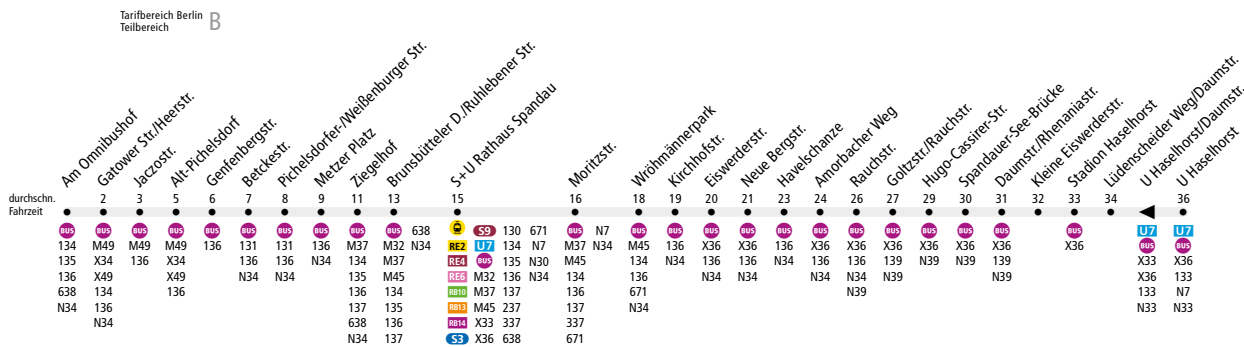 Tarifbereich Berlin
Teilbereich B
Am Omnibushof
Gatower Str./Heerstr.
Jaczostr.
Alt-Pichelsdorf
Genfenbergstr.
Betckestr.
Pichelsdorfer-/Weißenburger Str.
Metzer Platz
Ziegelhof
Brunsbütteler D./Ruhlebener Str.
S+U Rathaus Spandau
Moritzstr.
Wröhmännerpark
Kirchhofstr.
Eiswerderstr.
Neue Bergstr.
Havelschanze
Amorbacher Weg
Rauchstr.
Goltzstr./Rauchstr.
Hugo-Cassirer-Str.
Spandauer-See-Brücke
Daumstr./Rhenaniastr.
Kleine Eiswerderstr.
Stadion Haselhorst
Lüdenscheider Weg/Daumstr.
U Haselhorst/Daumstr.
U Haselhorst
durchschn. 2 3 5 6 7 8 9 11 13 15 16 18 19 20 21 23 24 26 27 29 30 31 32 33 34 36
Fahrzeit
BUS BUS BUS BUS BUS BUS BUS BUS BUS BUS 638 S9 130 671 BUS N7 BUS BUS BUS BUS BUS BUS BUS BUS BUS BUS BUS BUS U7 U7
134 M49 M49 M49 136 131 131 136 M37 M32 N34 RE2 U7 134 N7 M37 N34 M45 136 X36 X36 136 X36 X36 X36 X36 X36 X36 X36 BUS BUS
135 X34 136 X34 136 136 N34 134 M37 RE4 BUS 135 N30 M45 134 N34 136 136 N34 136 136 139 N39 N39 139 X33 X36
136 X49 X49 N34 N34 135 M45 RE6 M32 136 N34 134 136 N34 N34 N34 139 N39 N39 X36 133
638 134 136 136 134 RB10 M37 137 136 671 N39 133 N7
N34 136 137 135 RB13 M45 237 137 N34 N33 N33
N34 638 136 RB14 X33 337 337
N34 137 S3 X36 638 671